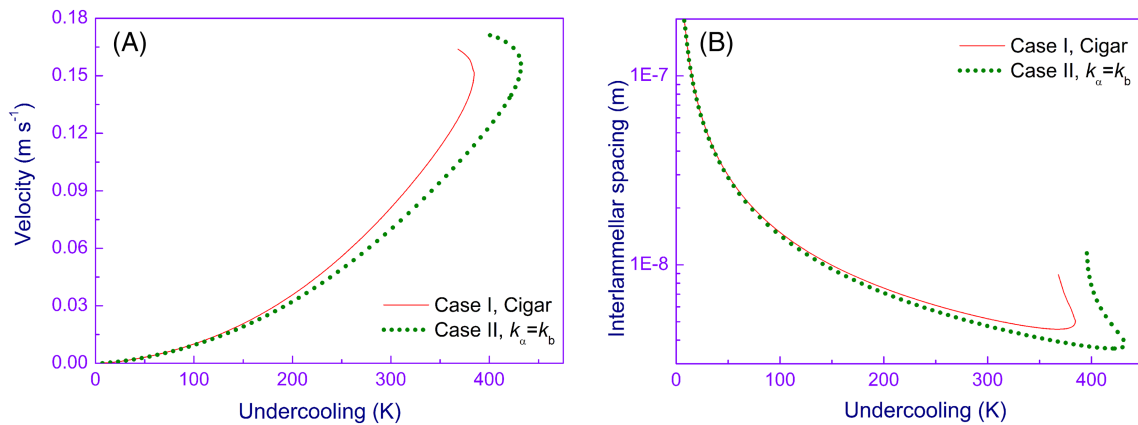 (A)
Velocity (m s⁻¹)
0.18
0.15
0.12
0.09
0.06
0.03
0.00
Case I, Cigar
Case II, kα=kb
0 100 200 300 400
Undercooling (K)
(B)
Interlammellar spacing (m)
1E-7
1E-8
Case I, Cigar
Case II, kα=kb
0 100 200 300 400
Undercooling (K)